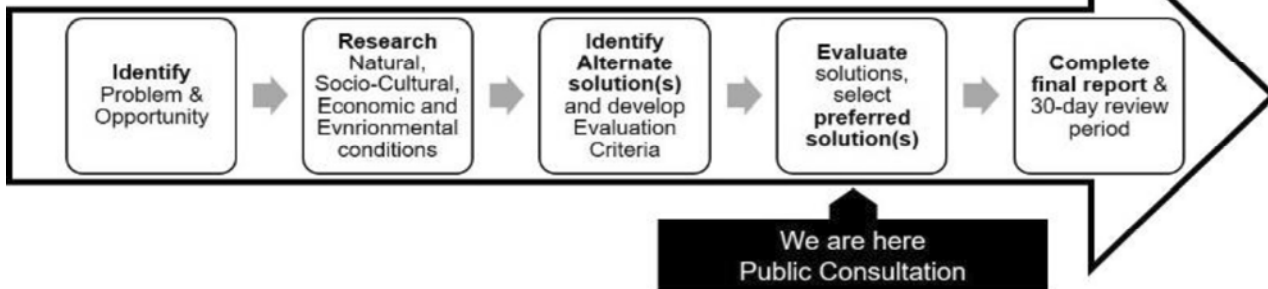 Identify
Problem &
Opportunity
Research
Natural,
Socio-Cultural,
Economic and
Evnrionmental
conditions
Identify
Alternate
solution(s)
and develop
Evaluation
Criteria
Evaluate
solutions,
select
preferred
solution(s)
Complete
final report &
30-day review
period
We are here
Public Consultation